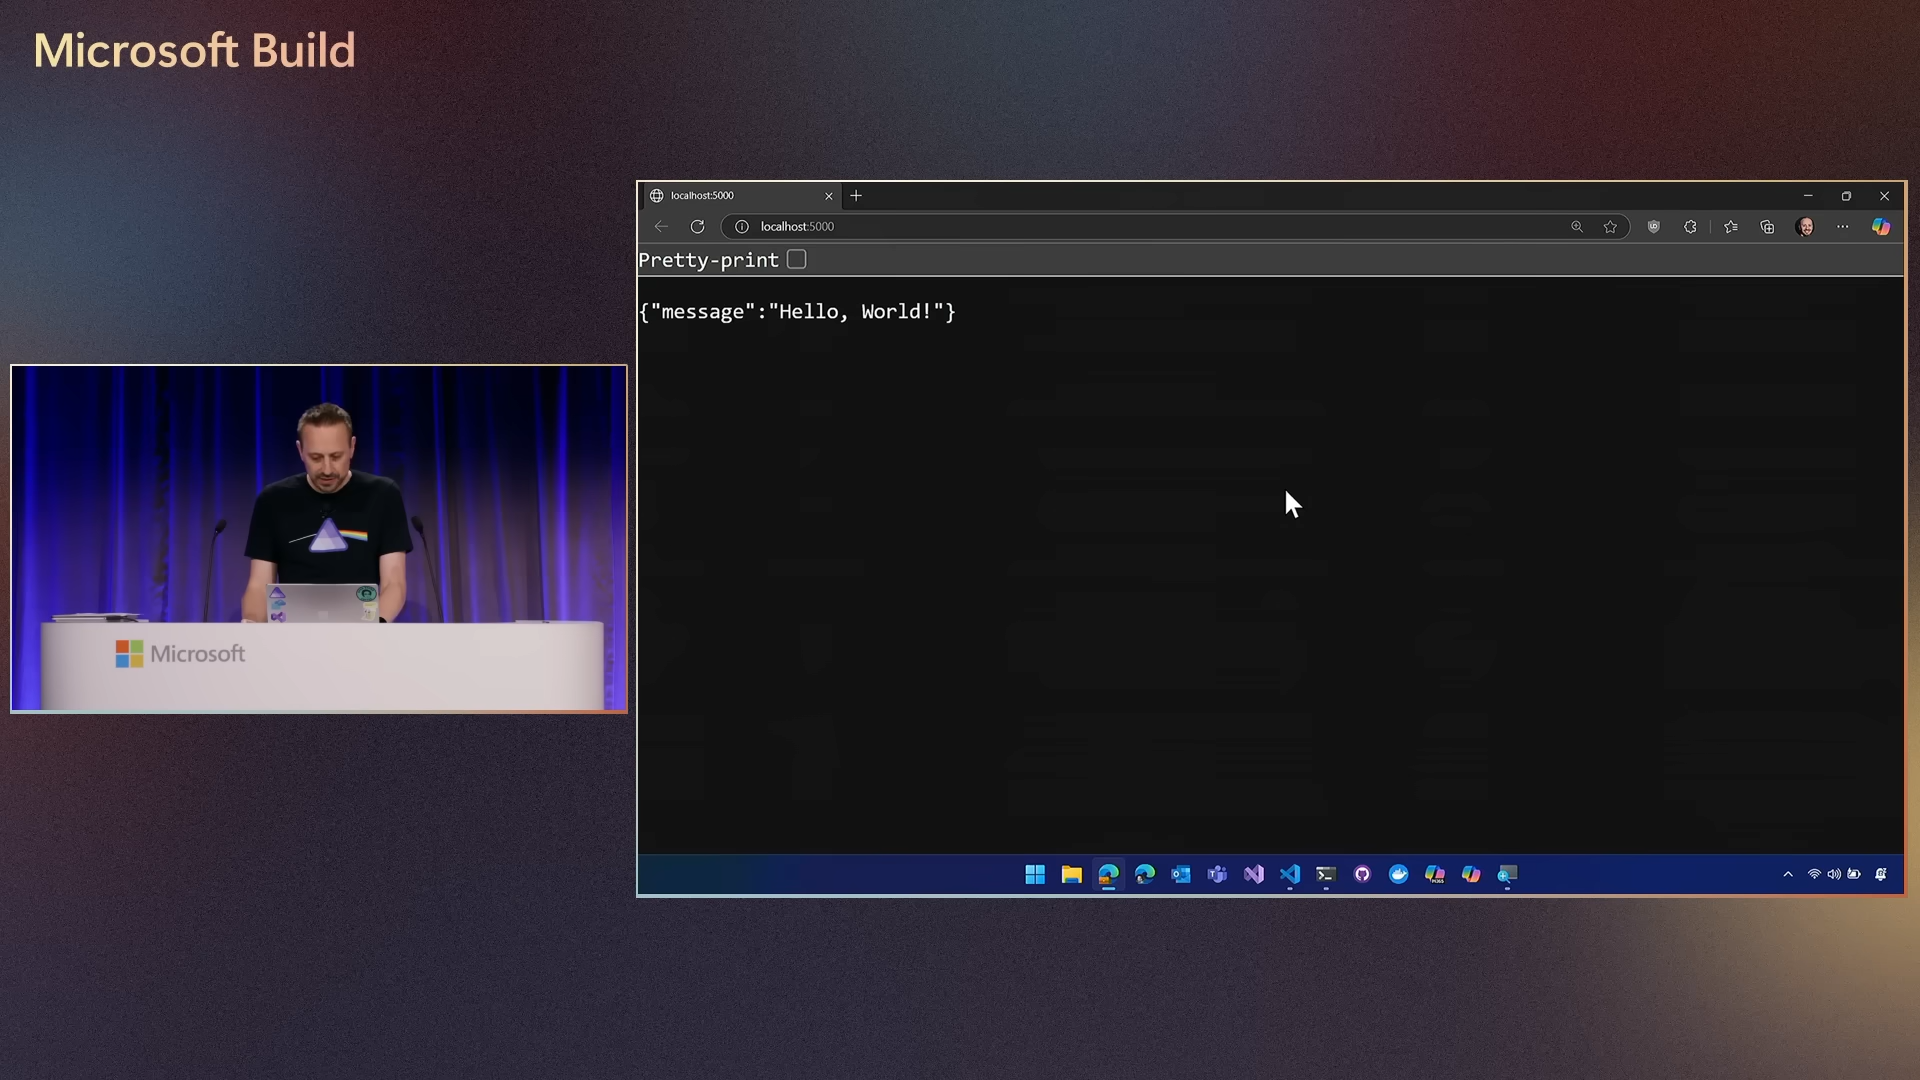 Microsoft Build
localhost:5000
localhost:5000
Pretty-print
{"message":"Hello, World!"}
Microsoft